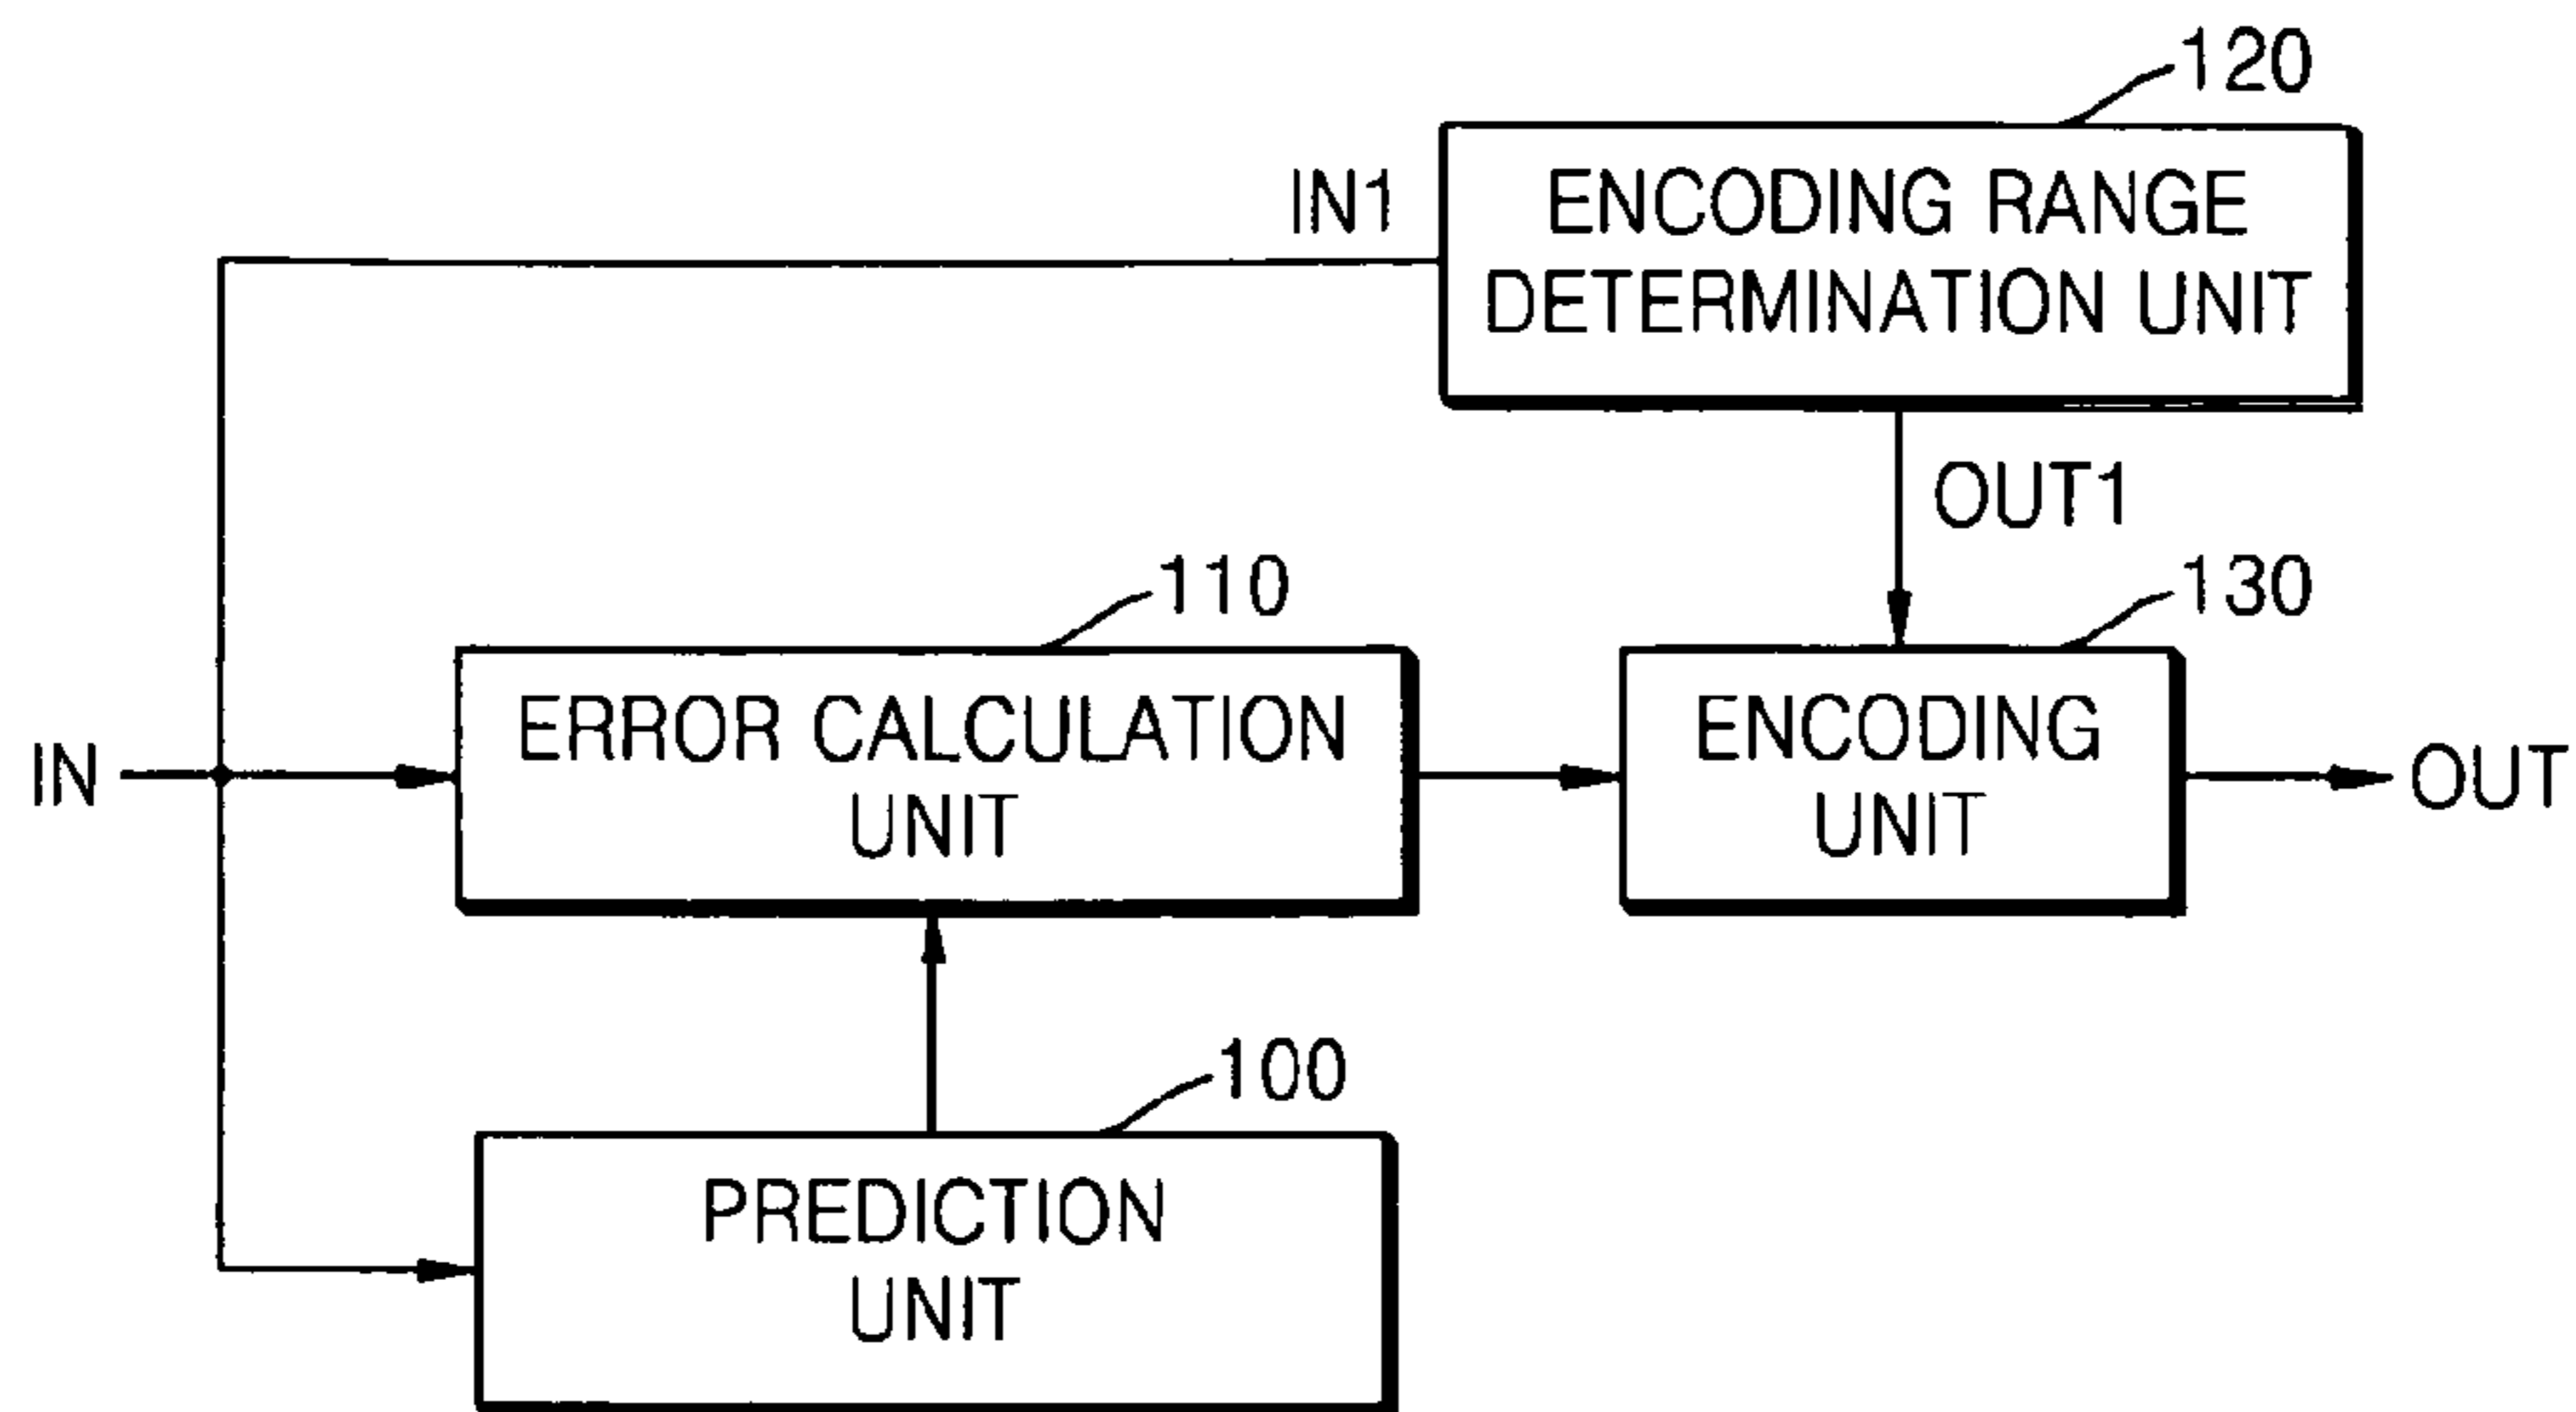 120
IN1
ENCODING RANGE
DETERMINATION UNIT
OUT1
110
130
IN
ERROR CALCULATION
UNIT
ENCODING
UNIT
OUT
100
PREDICTION
UNIT